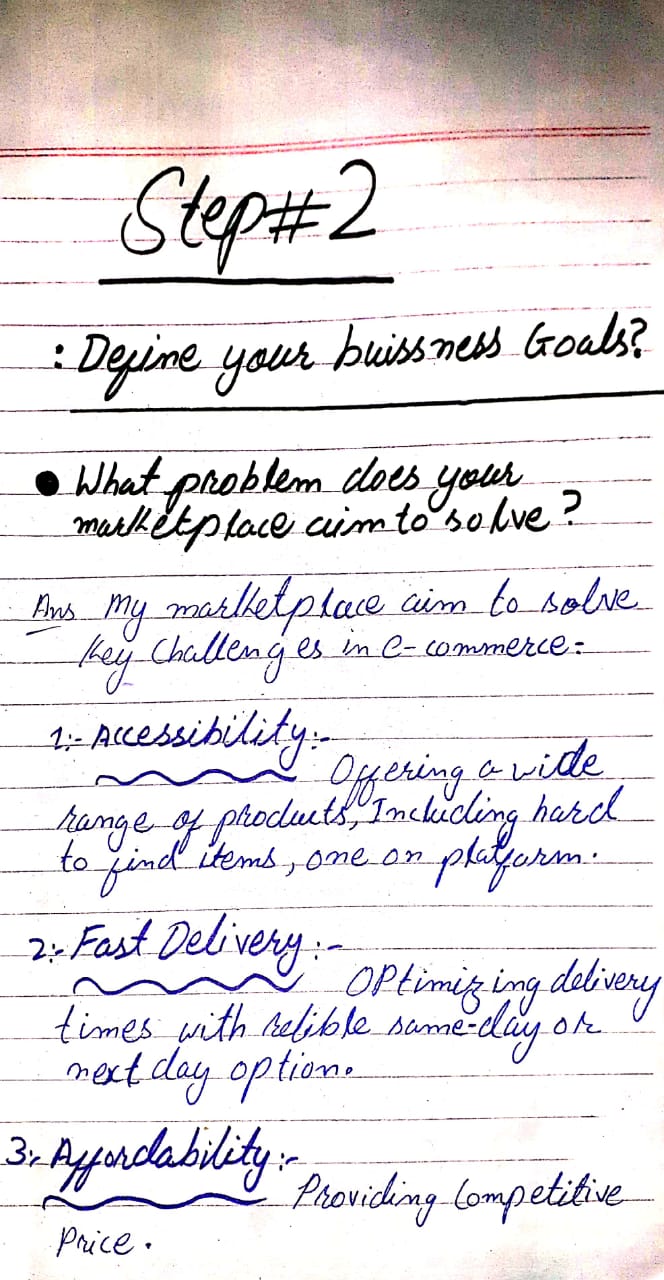 Step#2
: Define your buissness Goals?
• What problem does your
marketplace aim to solve?
Ans My marketplace aim to solve
key Challenges in e-commerce:-
1:- Accessibility:-
Offering a wide
range of products, Including hard
to find items, one on platform.
2:- Fast Delivery:-
OPtimizing delivery
times with relible same-day or
next day option.
3:- Affordability:-
Providing Competitive
Price.